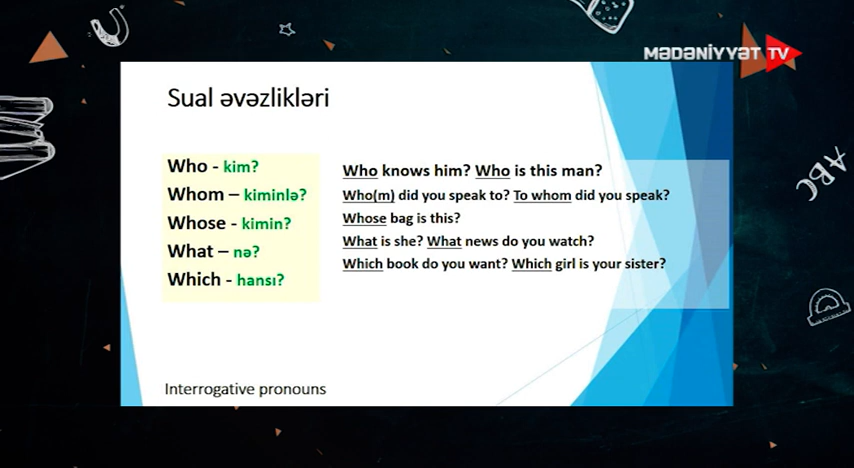 MƏDƏNİYYƏT TV
Sual əvəzlikləri
Who - kim?
Whom – kiminlə?
Whose - kimin?
What – nə?
Which - hansı?
Who knows him? Who is this man?
Who(m) did you speak to? To whom did you speak?
Whose bag is this?
What is she? What news do you watch?
Which book do you want? Which girl is your sister?
Interrogative pronouns
ABC